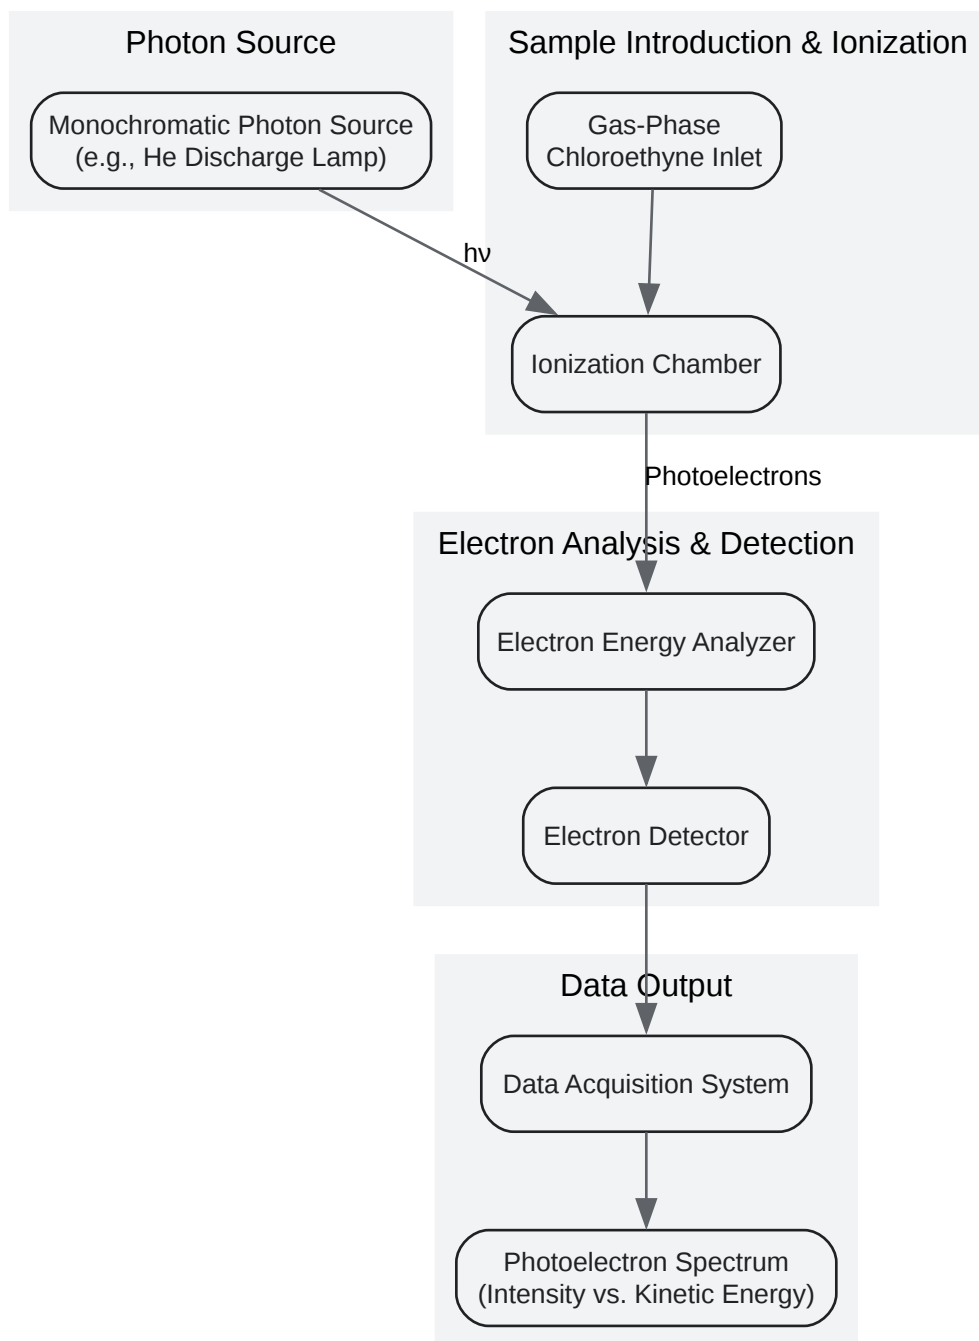 Photon Source
Monochromatic Photon Source
(e.g., He Discharge Lamp)
Sample Introduction & Ionization
Gas-Phase
Chloroethyne Inlet
hν
Ionization Chamber
Photoelectrons
Electron Analysis & Detection
Electron Energy Analyzer
Electron Detector
Data Output
Data Acquisition System
Photoelectron Spectrum
(Intensity vs. Kinetic Energy)